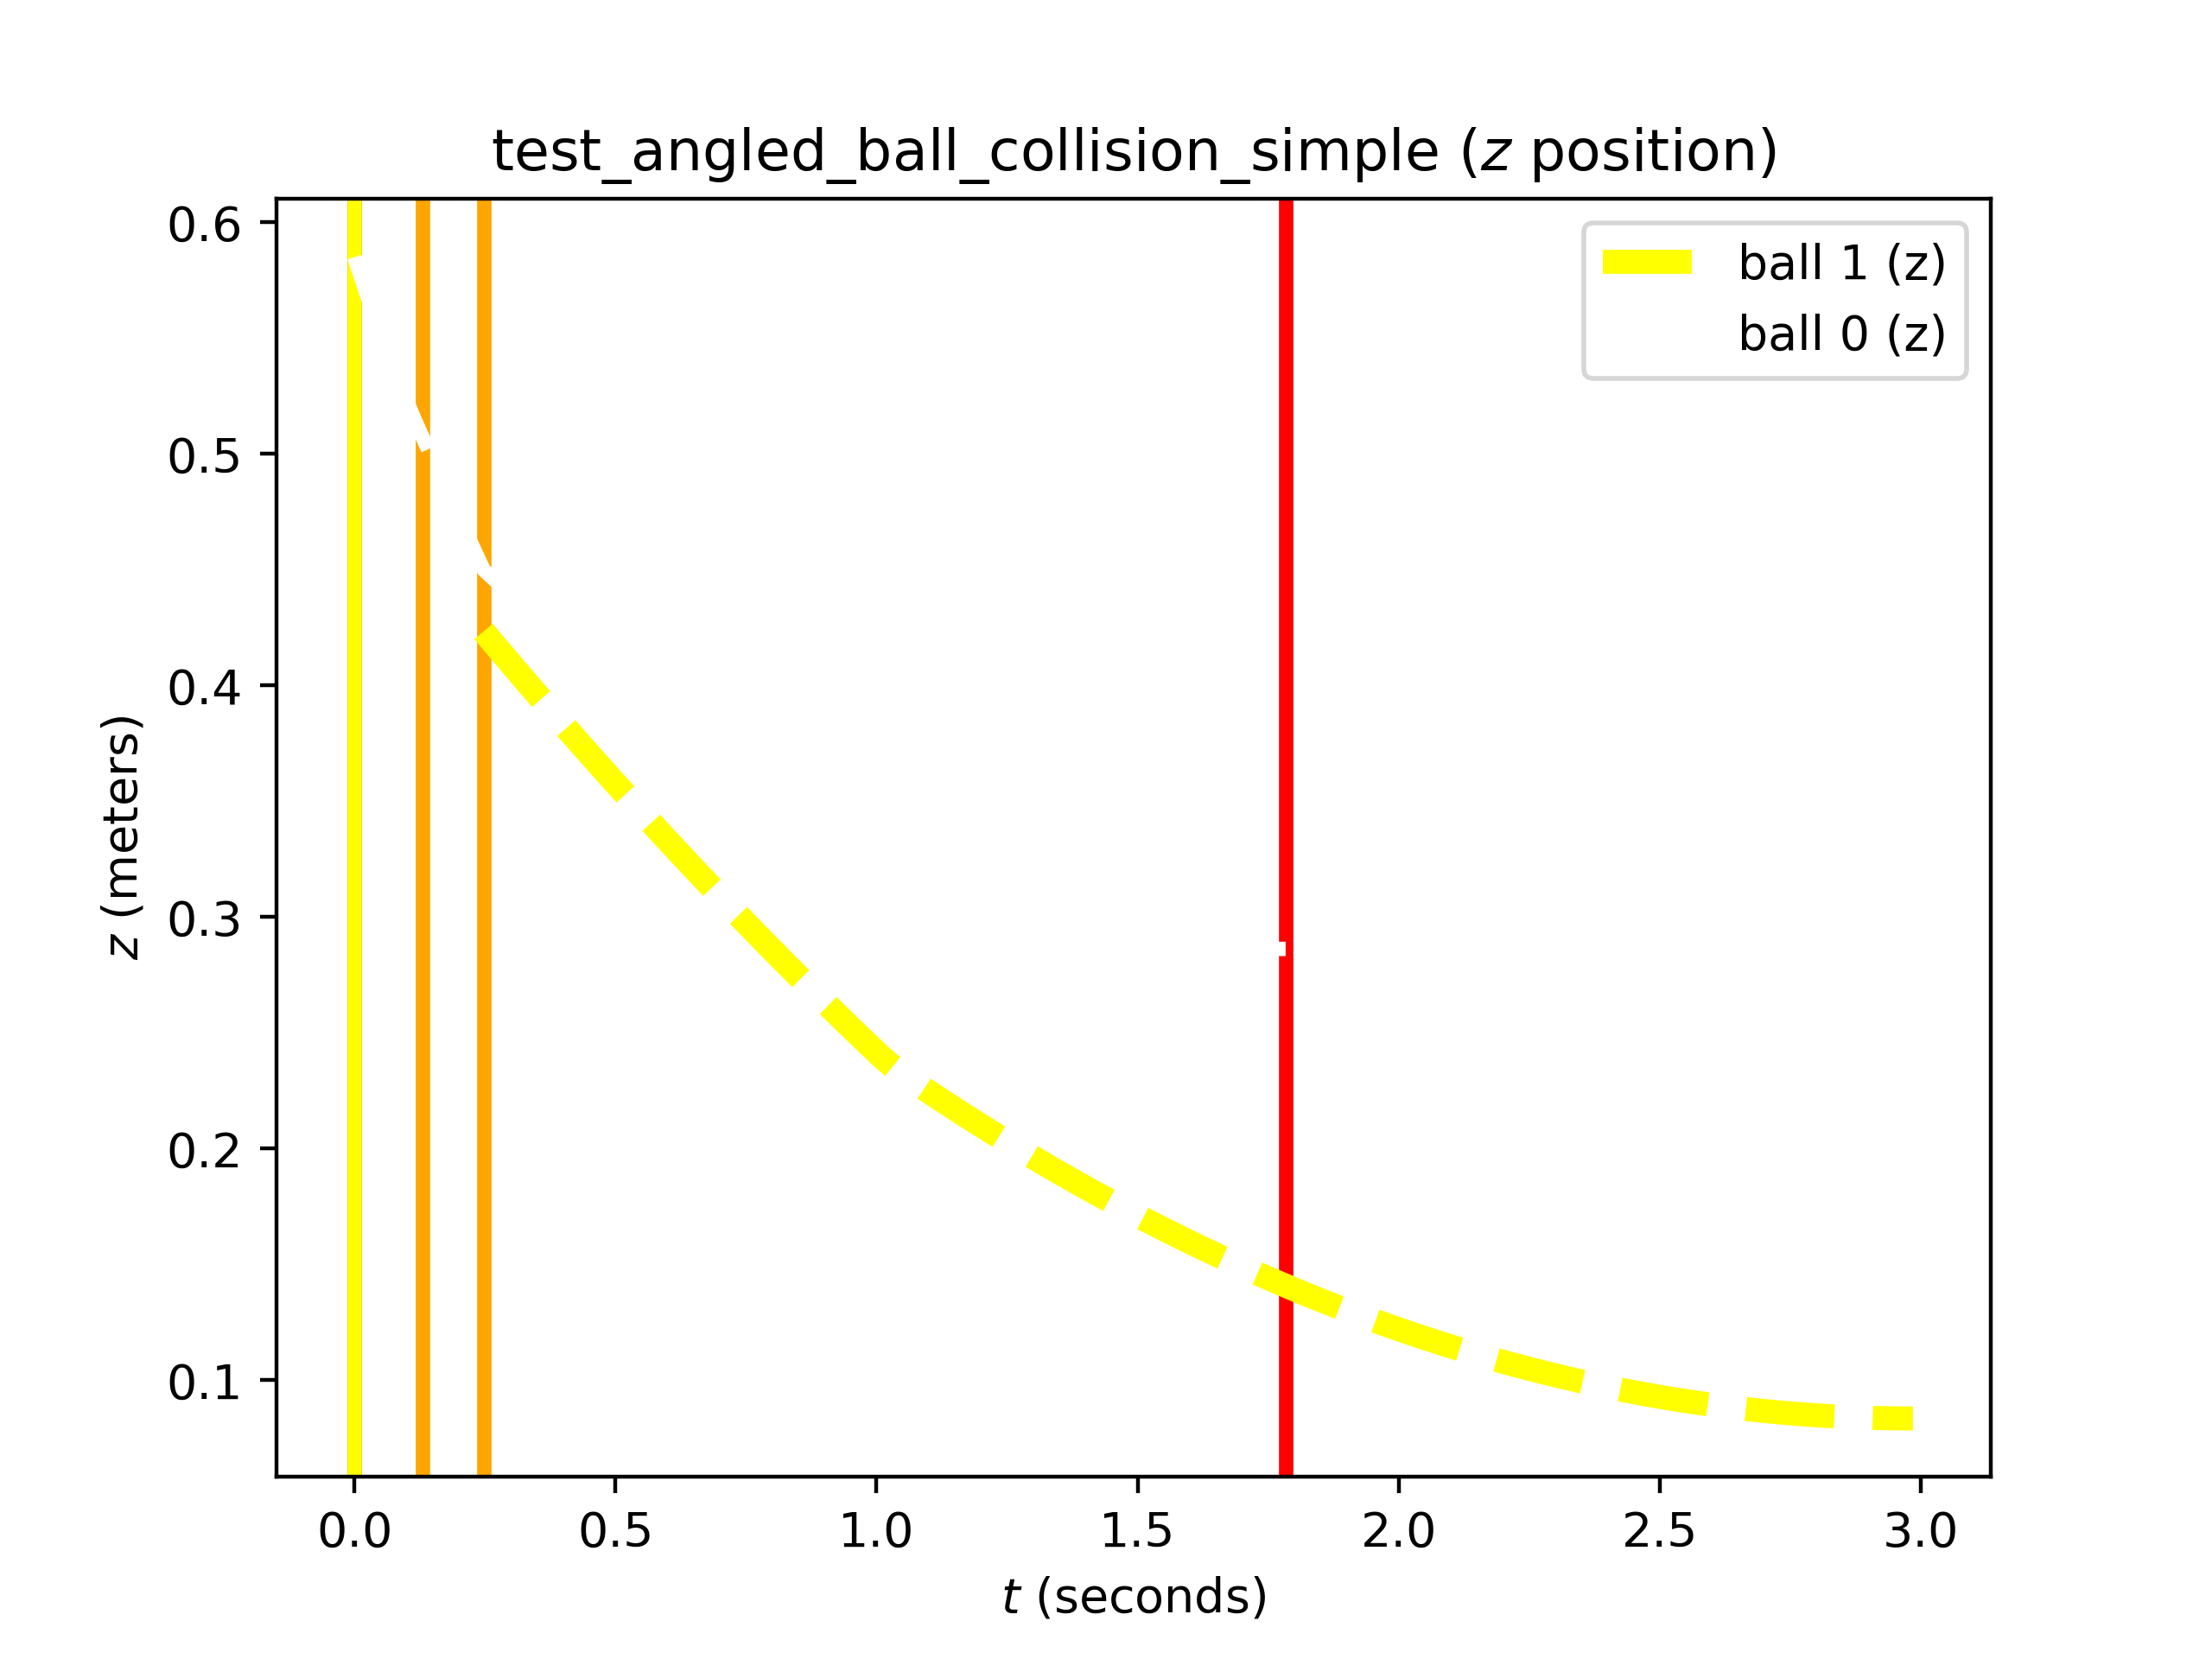 test_angled_ball_collision_simple (z position)
ball 1 (z)
ball 0 (z)
z (meters)
0.6
0.5
0.4
0.3
0.2
0.1
0.0 0.5 1.0 1.5 2.0 2.5 3.0
t (seconds)